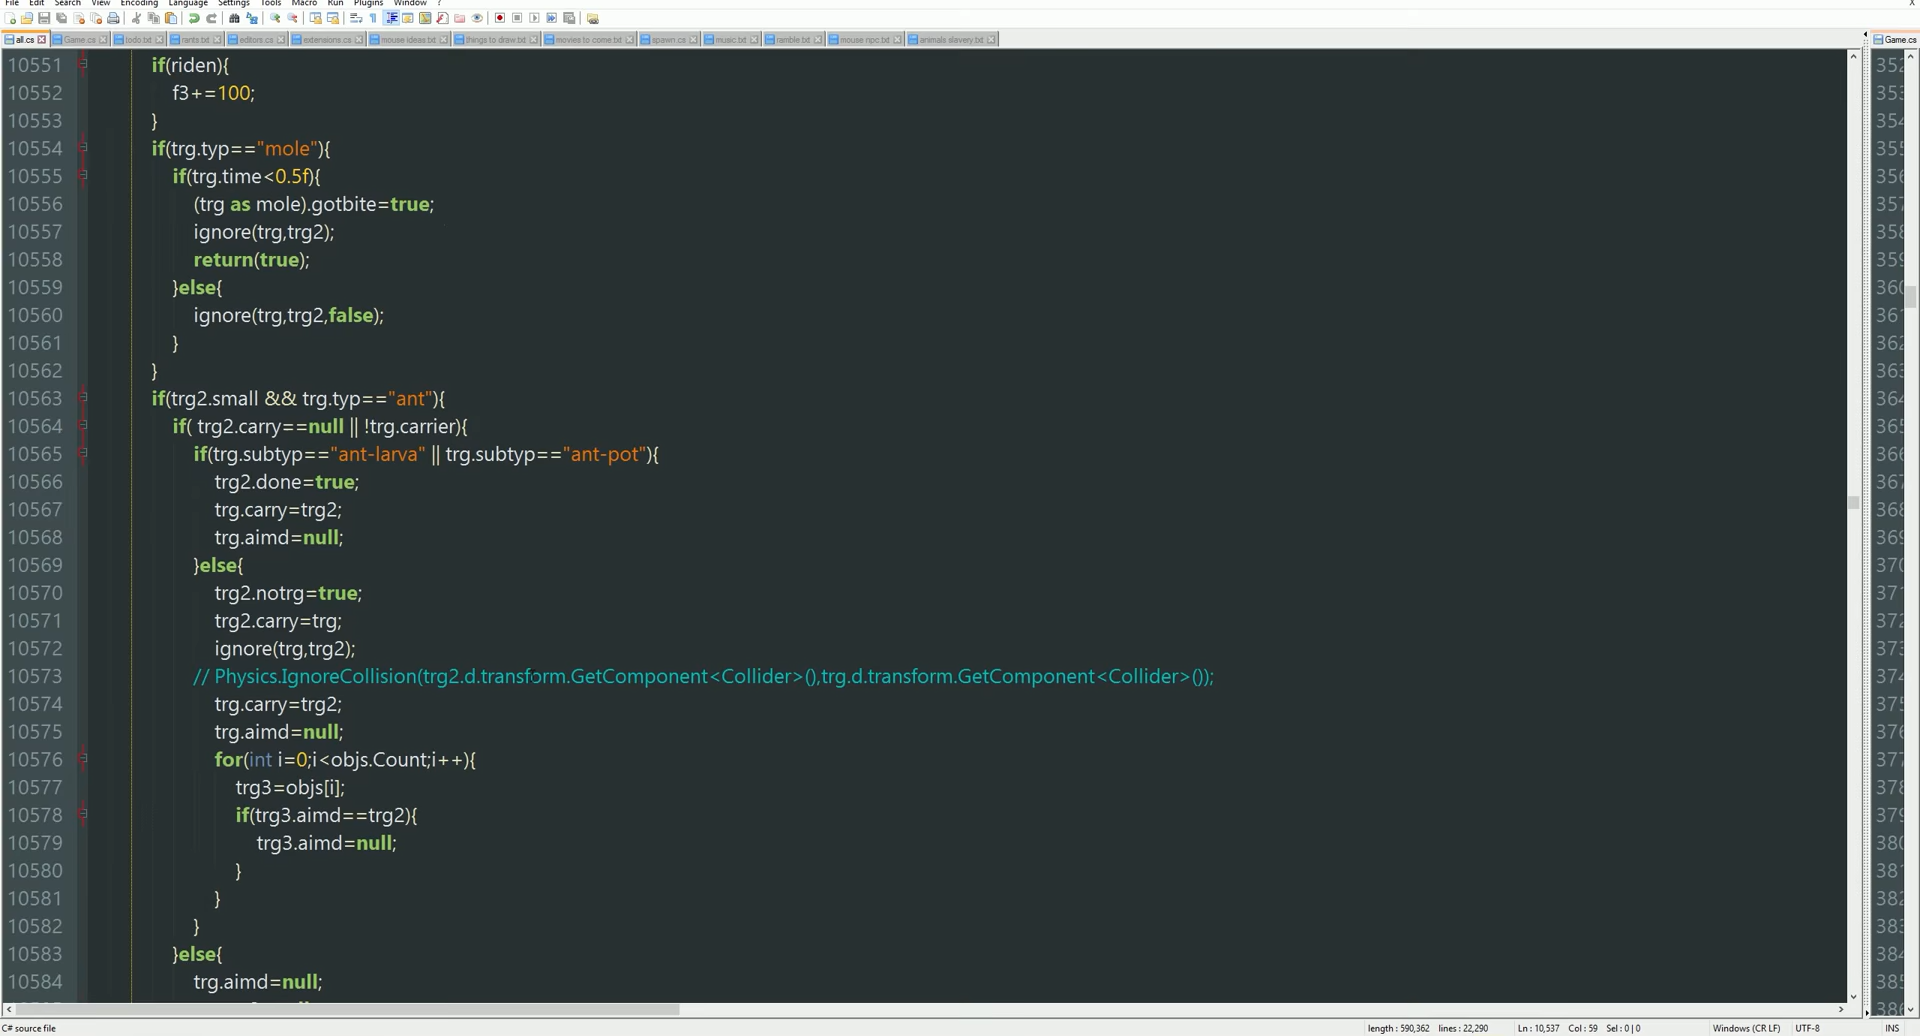 File Edit Search View Encoding Language Settings Tools Macro Run Plugins Window ?
all.cs Game.cs todo.txt rants.txt editors.cs extensions.cs mouse ideas.txt things to draw.txt movies to come.txt spawn.cs music.txt ramble.txt mouse npc.txt animals slavery.txt Game.cs
10551 if(riden){
10552 f3+=100;
10553 }
10554 if(trg.typ=="mole"){
10555 if(trg.time<0.5f){
10556 (trg as mole).gotbite=true;
10557 ignore(trg,trg2);
10558 return(true);
10559 }else{
10560 ignore(trg,trg2,false);
10561 }
10562 }
10563 if(trg2.small && trg.typ=="ant"){
10564 if( trg2.carry==null || !trg.carrier){
10565 if(trg.subtyp=="ant-larva" || trg.subtyp=="ant-pot"){
10566 trg2.done=true;
10567 trg.carry=trg2;
10568 trg.aimd=null;
10569 }else{
10570 trg2.notrg=true;
10571 trg2.carry=trg;
10572 ignore(trg,trg2);
10573 // Physics.IgnoreCollision(trg2.d.transform.GetComponent<Collider>(),trg.d.transform.GetComponent<Collider>());
10574 trg.carry=trg2;
10575 trg.aimd=null;
10576 for(int i=0;i<objs.Count;i++){
10577 trg3=objs[i];
10578 if(trg3.aimd==trg2){
10579 trg3.aimd=null;
10580 }
10581 }
10582 }
10583 }else{
10584 trg.aimd=null;
C# source file length : 590,362 lines : 22,290 Ln : 10,537 Col : 59 Sel : 0 | 0 Windows (CR LF) UTF-8 INS